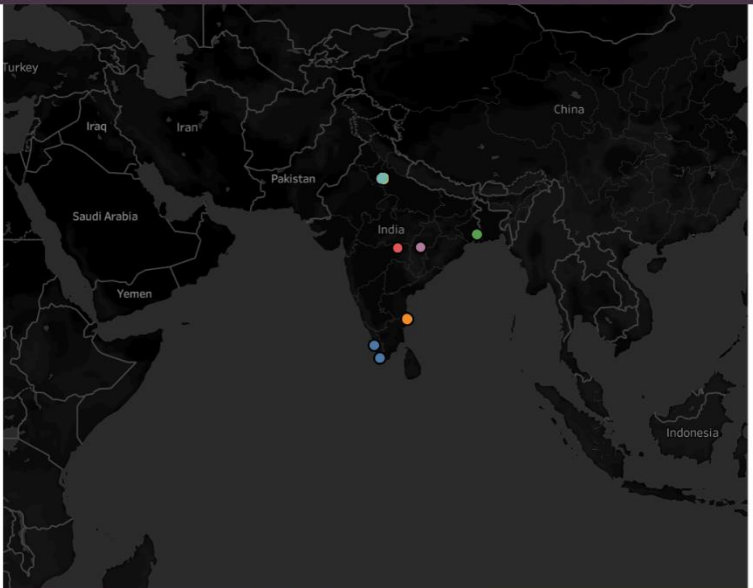 Turkey
China
Iraq
Iran
Pakistan
Saudi Arabia
India
Yemen
Indonesia